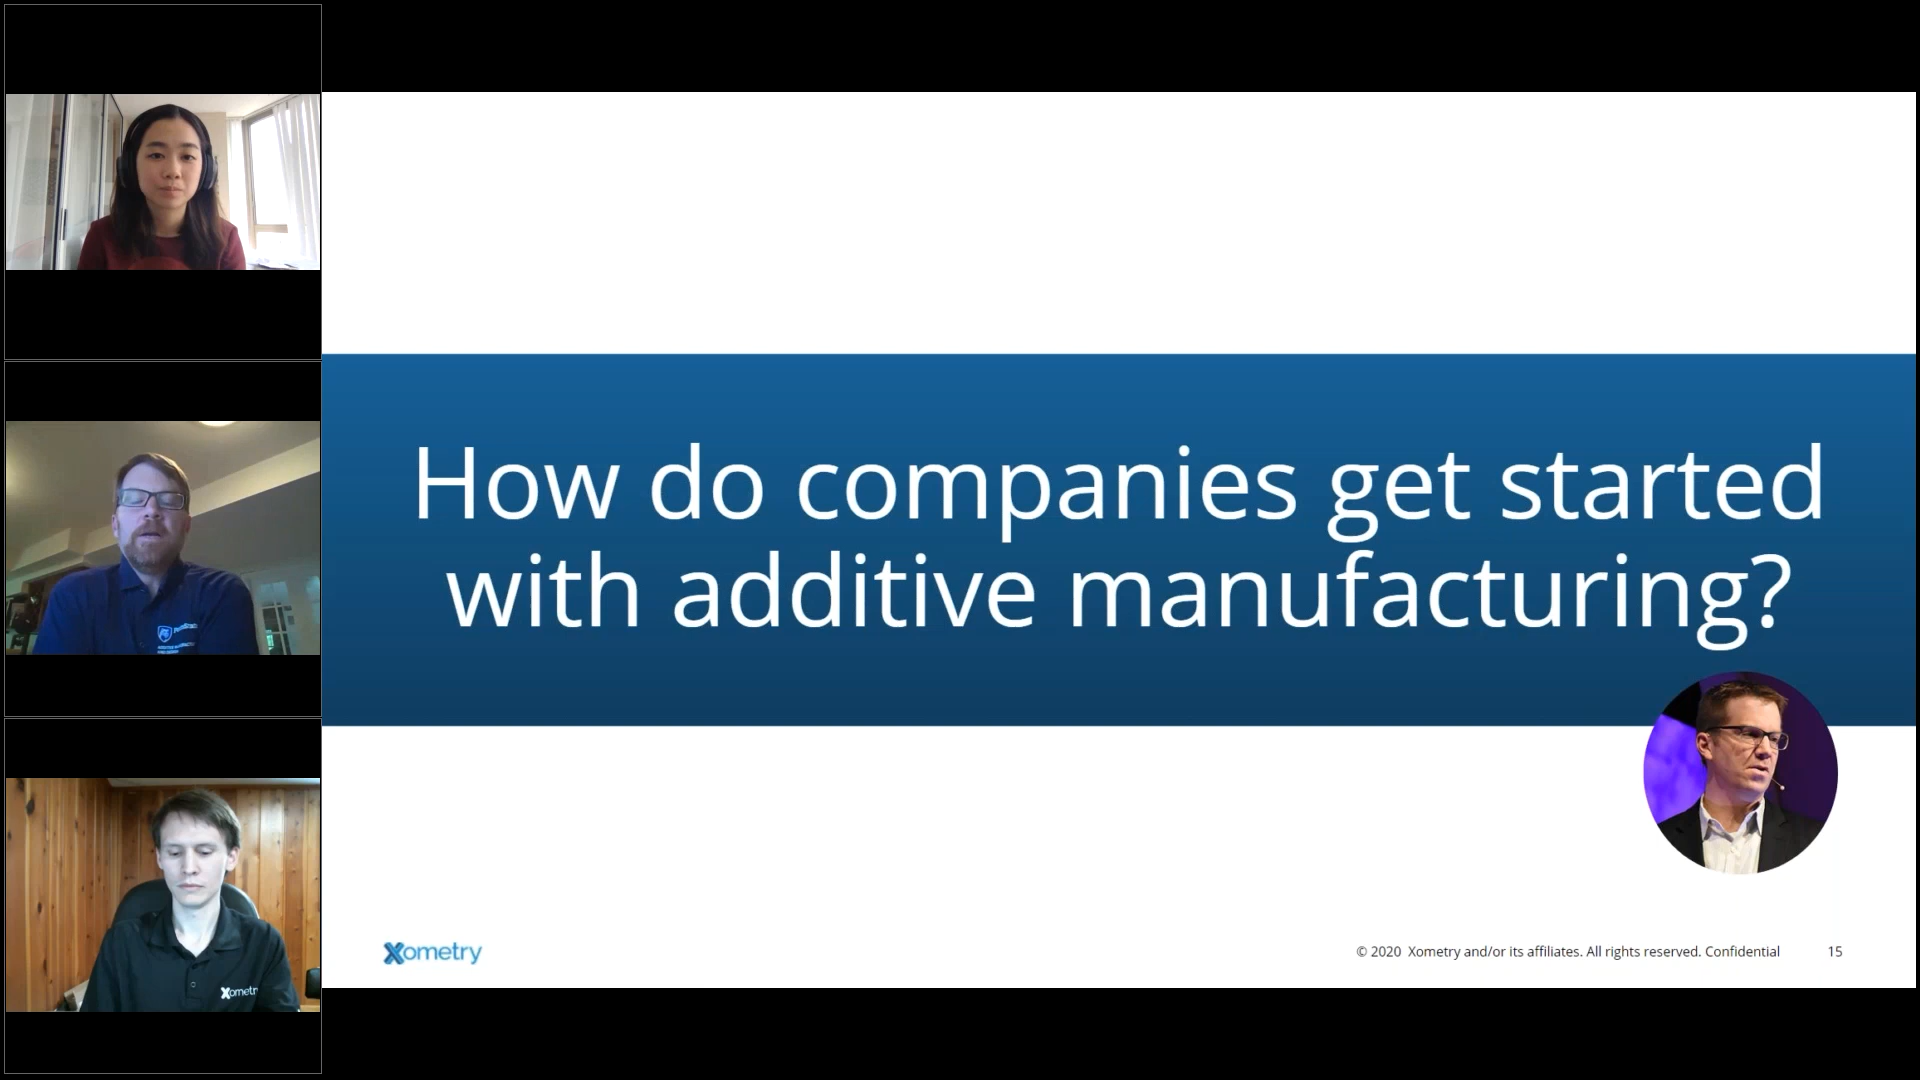 How do companies get started
with additive manufacturing?
Xometry
© 2020 Xometry and/or its affiliates. All rights reserved. Confidential
15